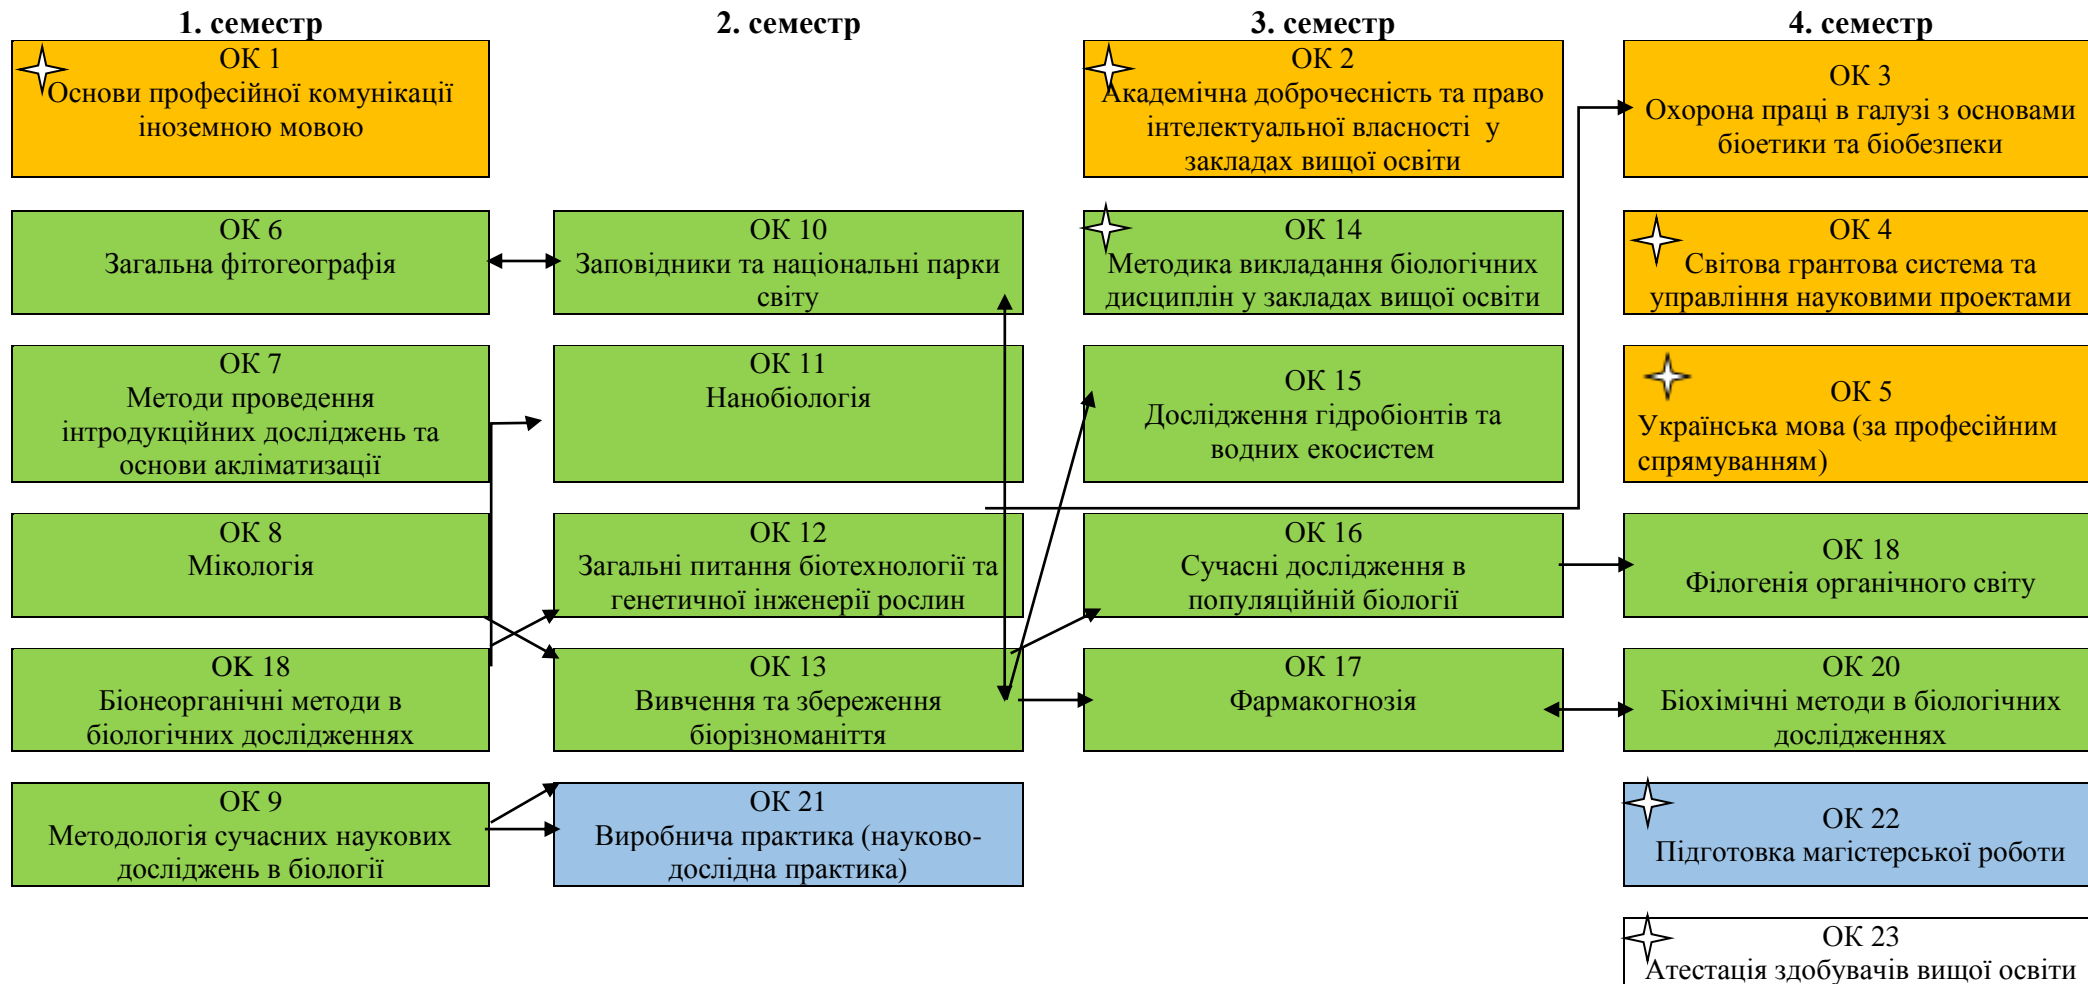 1. семестр
2. семестр
3. семестр
4. семестр
ОК 1
Основи професійної комунікації
іноземною мовою
ОК 2
Академічна доброчесність та право
інтелектуальної власності у
закладах вищої освіти
ОК 3
Охорона праці в галузі з основами
біоетики та біобезпеки
ОК 6
Загальна фітогеографія
ОК 10
Заповідники та національні парки
світу
ОК 14
Методика викладання біологічних
дисциплін у закладах вищої освіти
ОК 4
Світова грантова система та
управління науковими проектами
ОК 7
Методи проведення
інтродукційних досліджень та
основи акліматизації
ОК 11
Нанобіологія
ОК 15
Дослідження гідробіонтів та
водних екосистем
ОК 5
Українська мова (за професійним
спрямуванням)
ОК 8
Мікологія
ОК 12
Загальні питання біотехнології та
генетичної інженерії рослин
ОК 16
Сучасні дослідження в
популяційній біології
ОК 18
Філогенія органічного світу
ОК 18
Біонеорганічні методи в
біологічних дослідженнях
ОК 13
Вивчення та збереження
біорізноманіття
ОК 17
Фармакогнозія
ОК 20
Біохімічні методи в біологічних
дослідженнях
ОК 9
Методологія сучасних наукових
досліджень в біології
ОК 21
Виробнича практика (науково-
дослідна практика)
ОК 22
Підготовка магістерської роботи
ОК 23
Атестація здобувачів вищої освіти